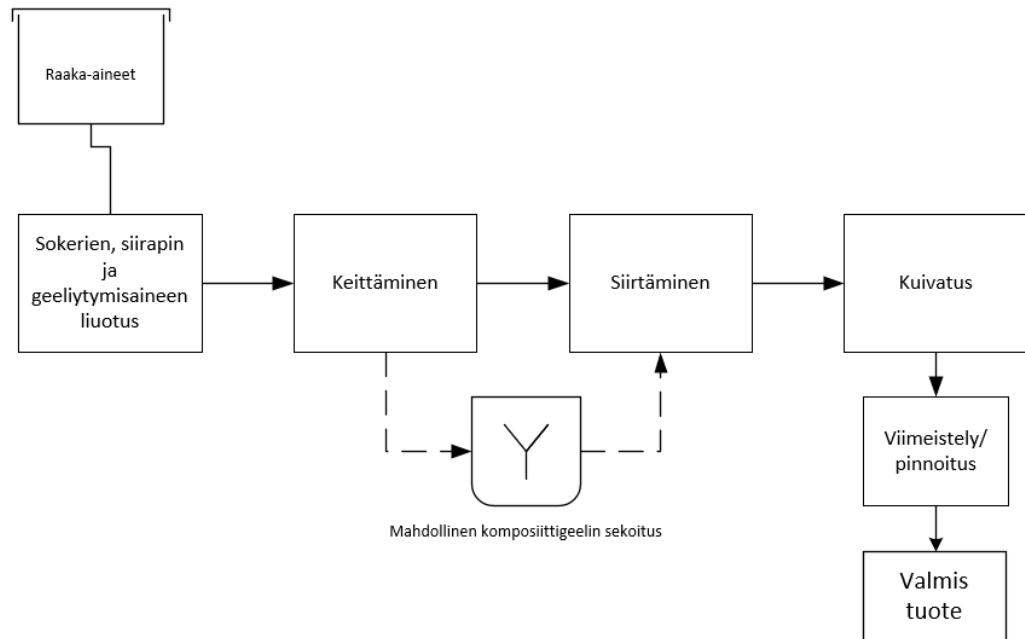 Raaka-aineet
Sokerien, siirapin
ja
geeliytymisaineen
liuotus
Keittäminen
Siirtäminen
Kuivatus
Mahdollinen komposiittigeelin sekoitus
Viimeistely/
pinnoitus
Valmis
tuote